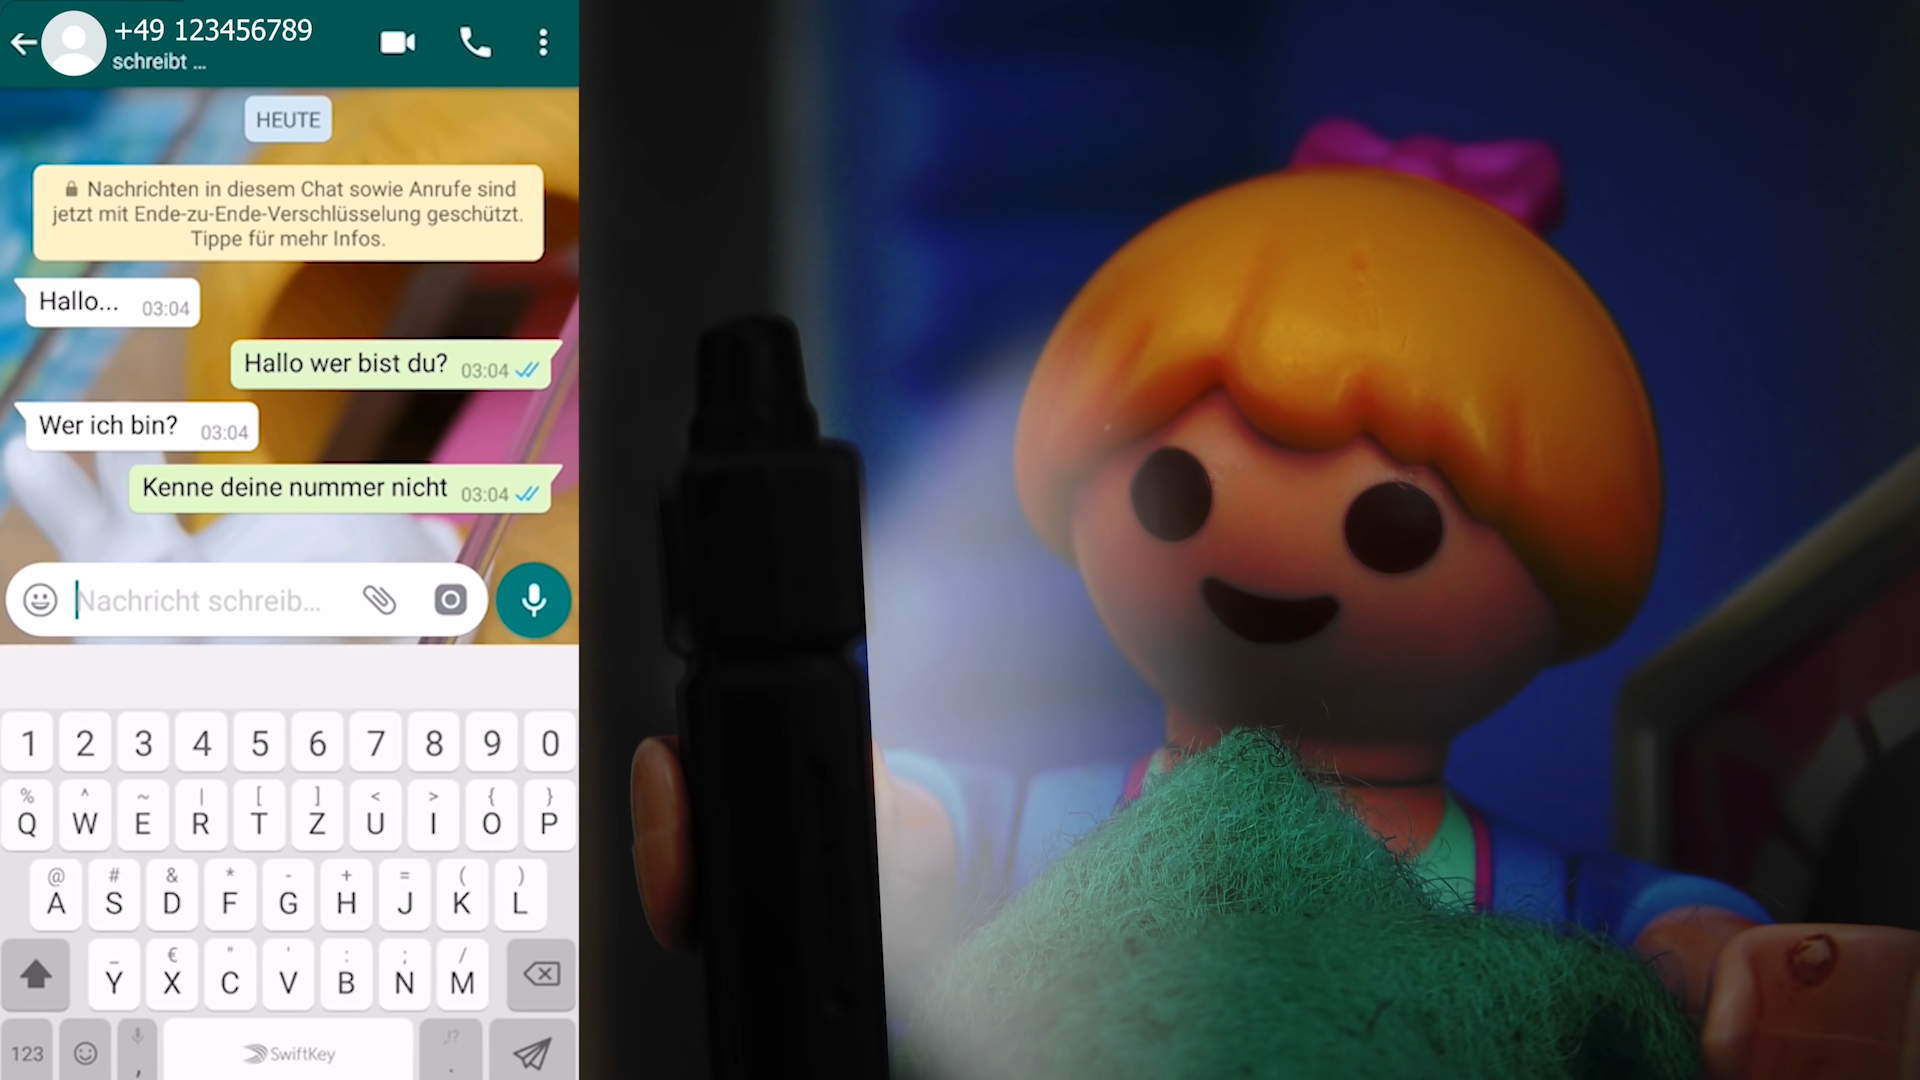 +49 123456789
schreibt ...
HEUTE
Nachrichten in diesem Chat sowie Anrufe sind
jetzt mit Ende-zu-Ende-Verschlüsselung geschützt.
Tippe für mehr Infos.
Hallo... 03:04
Hallo wer bist du? 03:04
Wer ich bin? 03:04
Kenne deine nummer nicht 03:04
Nachricht schreib...
1 2 3 4 5 6 7 8 9 0
% ^ ~ | [ ] < > { }
Q W E R T Z U I O P
@ # & * - + = ( )
A S D F G H J K L
_ € " ' : ; /
Y X C V B N M
,!?
123 , SwiftKey .